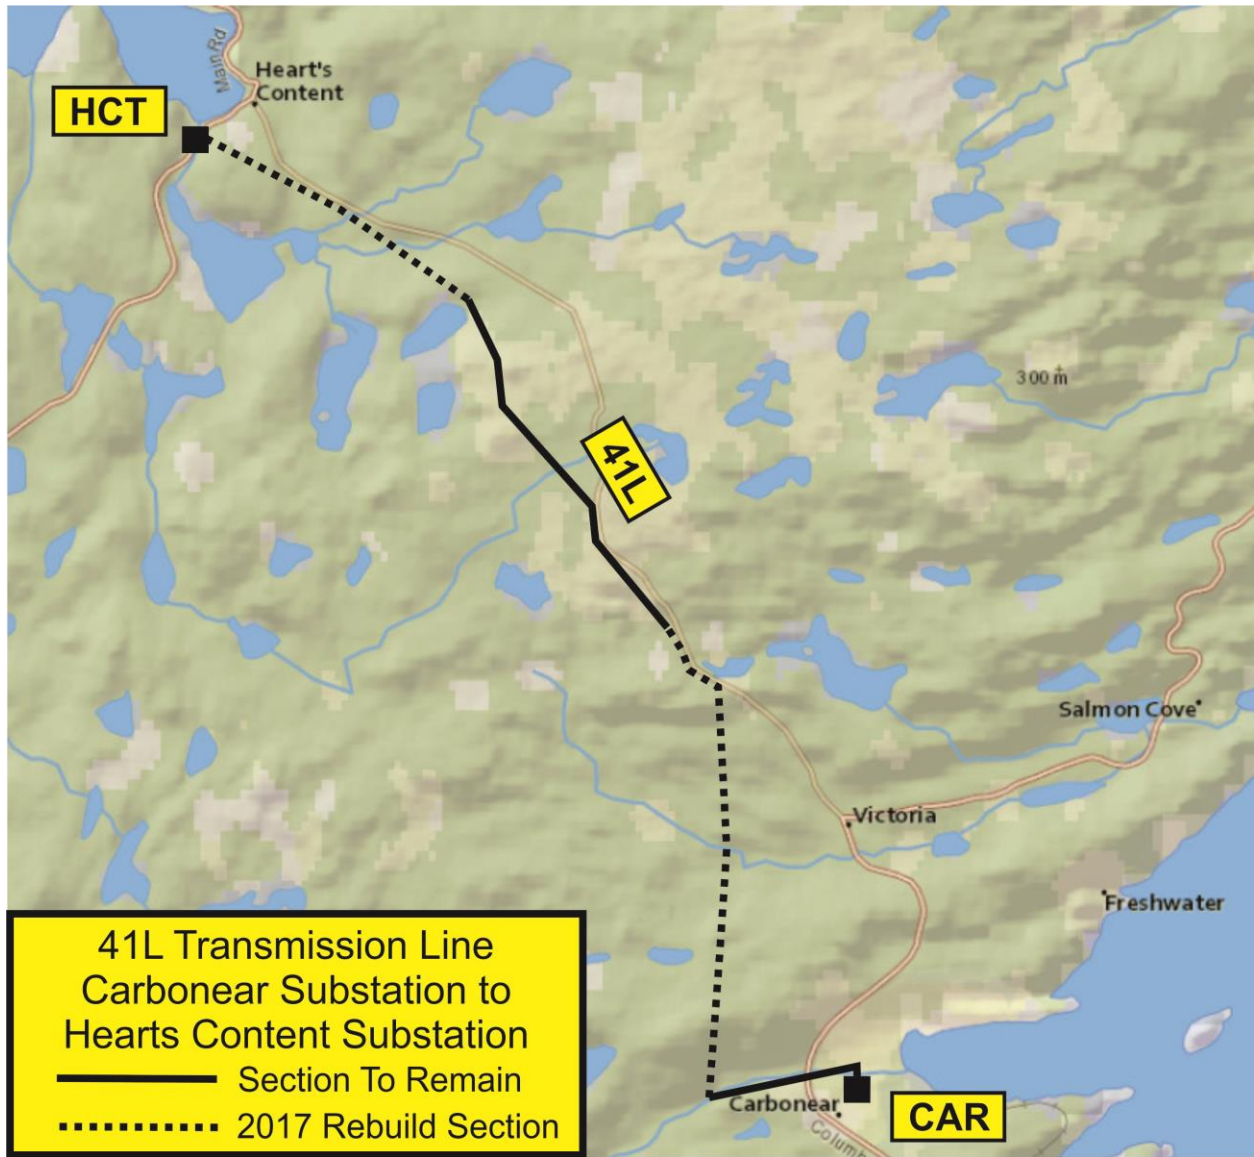 Main Rd
Heart's
Content
HCT
300 m
41L
Salmon Cove
Victoria
Freshwater
41L Transmission Line
Carbonear Substation to
Hearts Content Substation
Section To Remain
2017 Rebuild Section
Carbonear
CAR